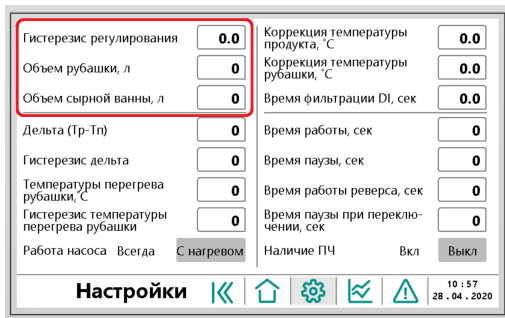 Гистерезис регулирования 0.0
Объем рубашки, л 0
Объем сырной ванны, л 0
Дельта (Тр-Тп) 0
Гистерезис дельта 0
Температуры перегрева
рубашки,°С 0
Гистерезис температуры
перегрева рубашки 0
Работа насоса Всегда С нагревом
Коррекция температуры
продукта, °С 0.0
Коррекция температуры
рубашки, °С 0.0
Время фильтрации DI, сек 0.0
Время работы, сек 0
Время паузы, сек 0
Время работы реверса, сек 0
Время паузы при переклю-
чении, сек 0
Наличие ПЧ Вкл Выкл
Настройки
10 : 57
28 . 04 . 2020